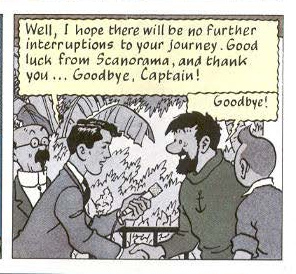 Well, I hope there will be no further
interruptions to your journey. Good
luck from Scanorama, and thank
you ... Goodbye, Captain!
Goodbye!